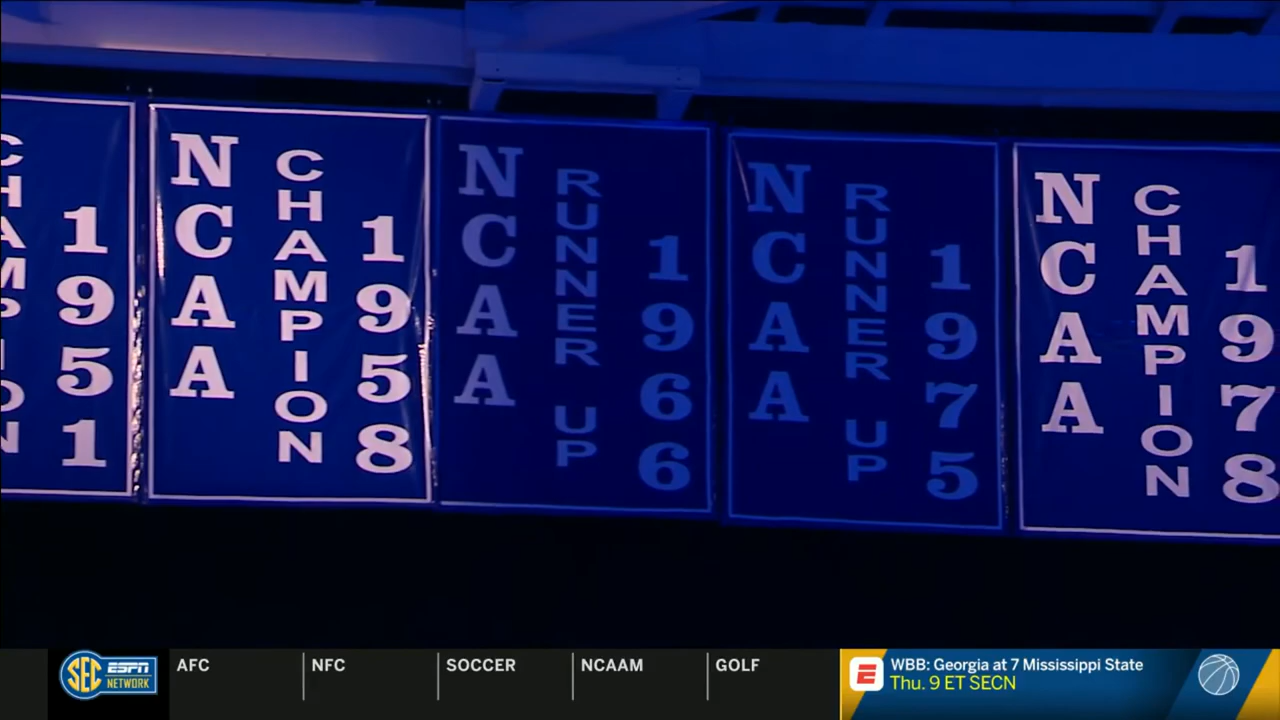 CHAMPION
1951
NCAA
CHAMPION
1958
NCAA
RUNNER UP
1966
NCAA
RUNNER UP
1975
NCAA
CHAMPION
1978
SEC ESPN NETWORK
AFC
NFC
SOCCER
NCAAM
GOLF
E
WBB: Georgia at 7 Mississippi State
Thu. 9 ET SECN